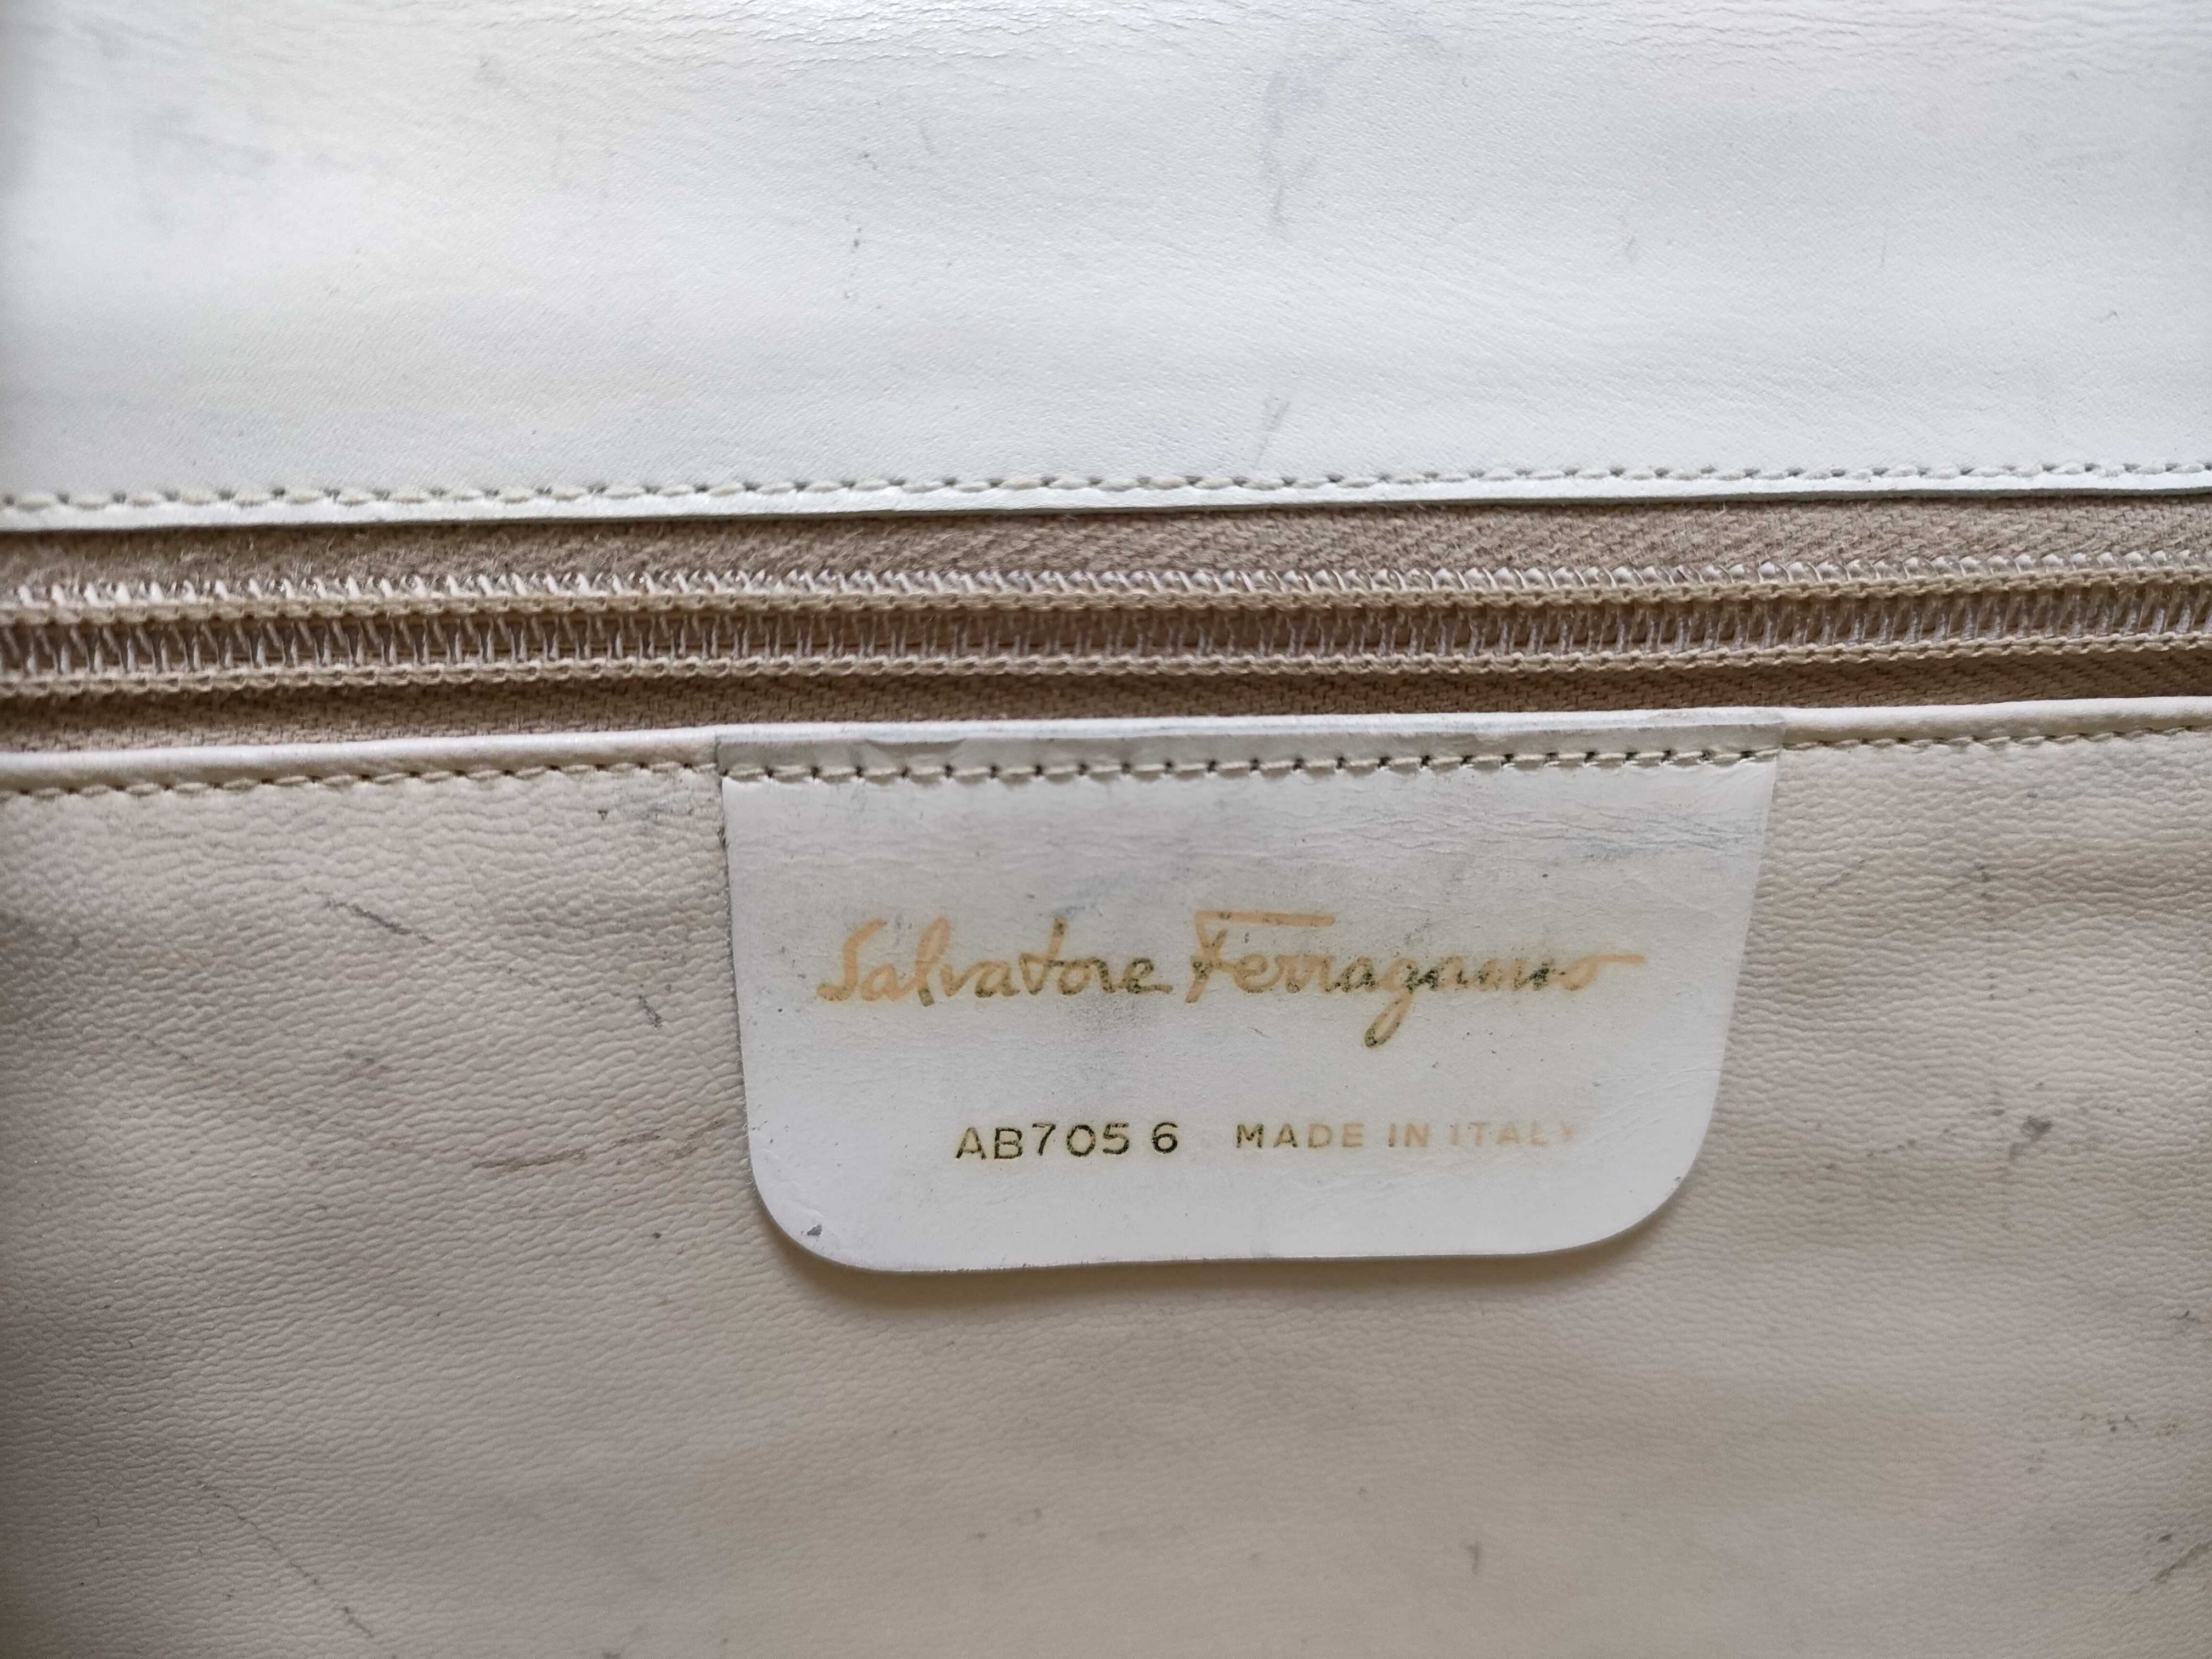 Salvatore Ferragamo
AB705 6 MADE IN ITALY